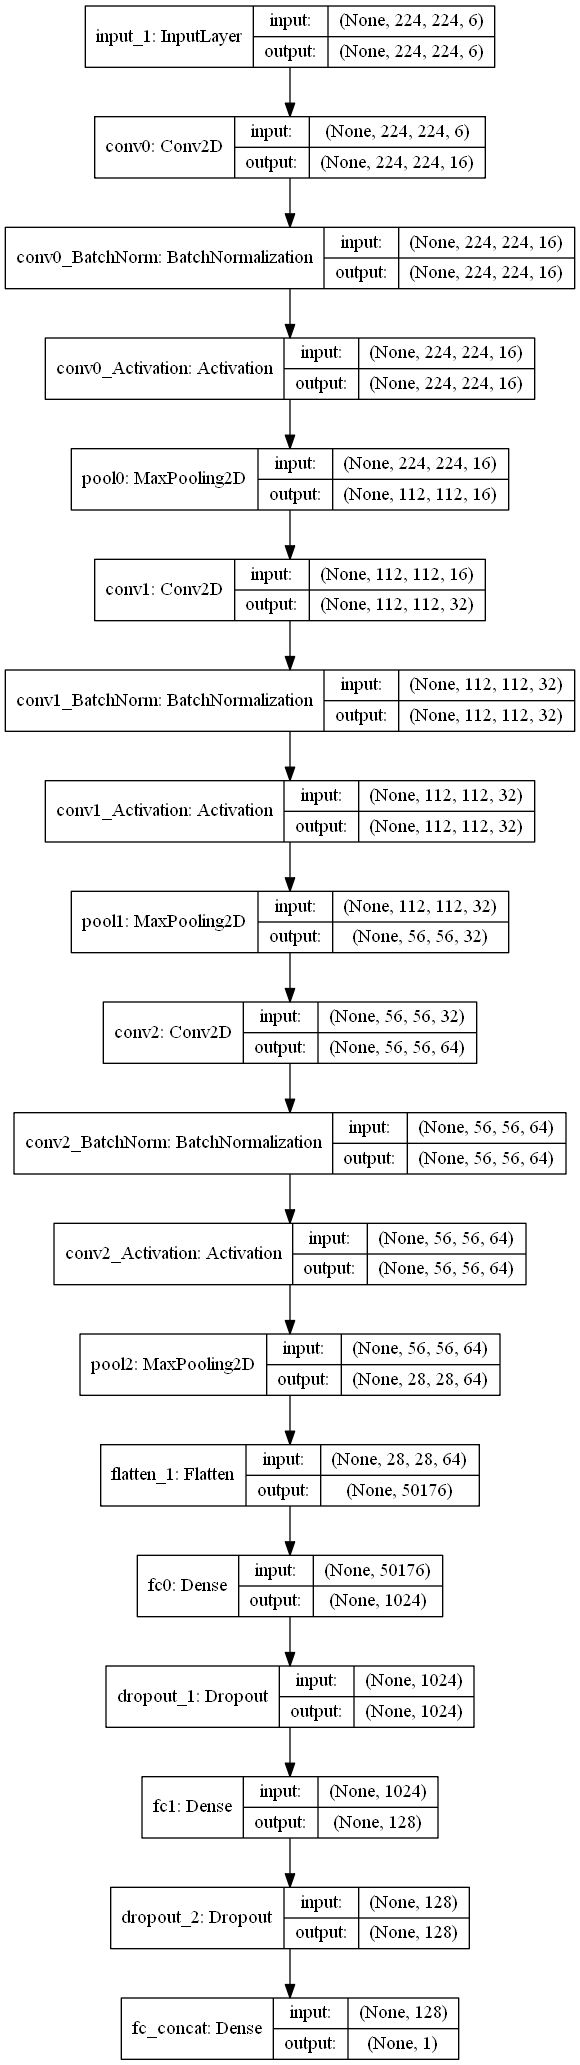 input_1: InputLayer
input: (None, 224, 224, 6)
output: (None, 224, 224, 6)
conv0: Conv2D
input: (None, 224, 224, 6)
output: (None, 224, 224, 16)
conv0_BatchNorm: BatchNormalization
input: (None, 224, 224, 16)
output: (None, 224, 224, 16)
conv0_Activation: Activation
input: (None, 224, 224, 16)
output: (None, 224, 224, 16)
pool0: MaxPooling2D
input: (None, 224, 224, 16)
output: (None, 112, 112, 16)
conv1: Conv2D
input: (None, 112, 112, 16)
output: (None, 112, 112, 32)
conv1_BatchNorm: BatchNormalization
input: (None, 112, 112, 32)
output: (None, 112, 112, 32)
conv1_Activation: Activation
input: (None, 112, 112, 32)
output: (None, 112, 112, 32)
pool1: MaxPooling2D
input: (None, 112, 112, 32)
output: (None, 56, 56, 32)
conv2: Conv2D
input: (None, 56, 56, 32)
output: (None, 56, 56, 64)
conv2_BatchNorm: BatchNormalization
input: (None, 56, 56, 64)
output: (None, 56, 56, 64)
conv2_Activation: Activation
input: (None, 56, 56, 64)
output: (None, 56, 56, 64)
pool2: MaxPooling2D
input: (None, 56, 56, 64)
output: (None, 28, 28, 64)
flatten_1: Flatten
input: (None, 28, 28, 64)
output: (None, 50176)
fc0: Dense
input: (None, 50176)
output: (None, 1024)
dropout_1: Dropout
input: (None, 1024)
output: (None, 1024)
fc1: Dense
input: (None, 1024)
output: (None, 128)
dropout_2: Dropout
input: (None, 128)
output: (None, 128)
fc_concat: Dense
input: (None, 128)
output: (None, 1)